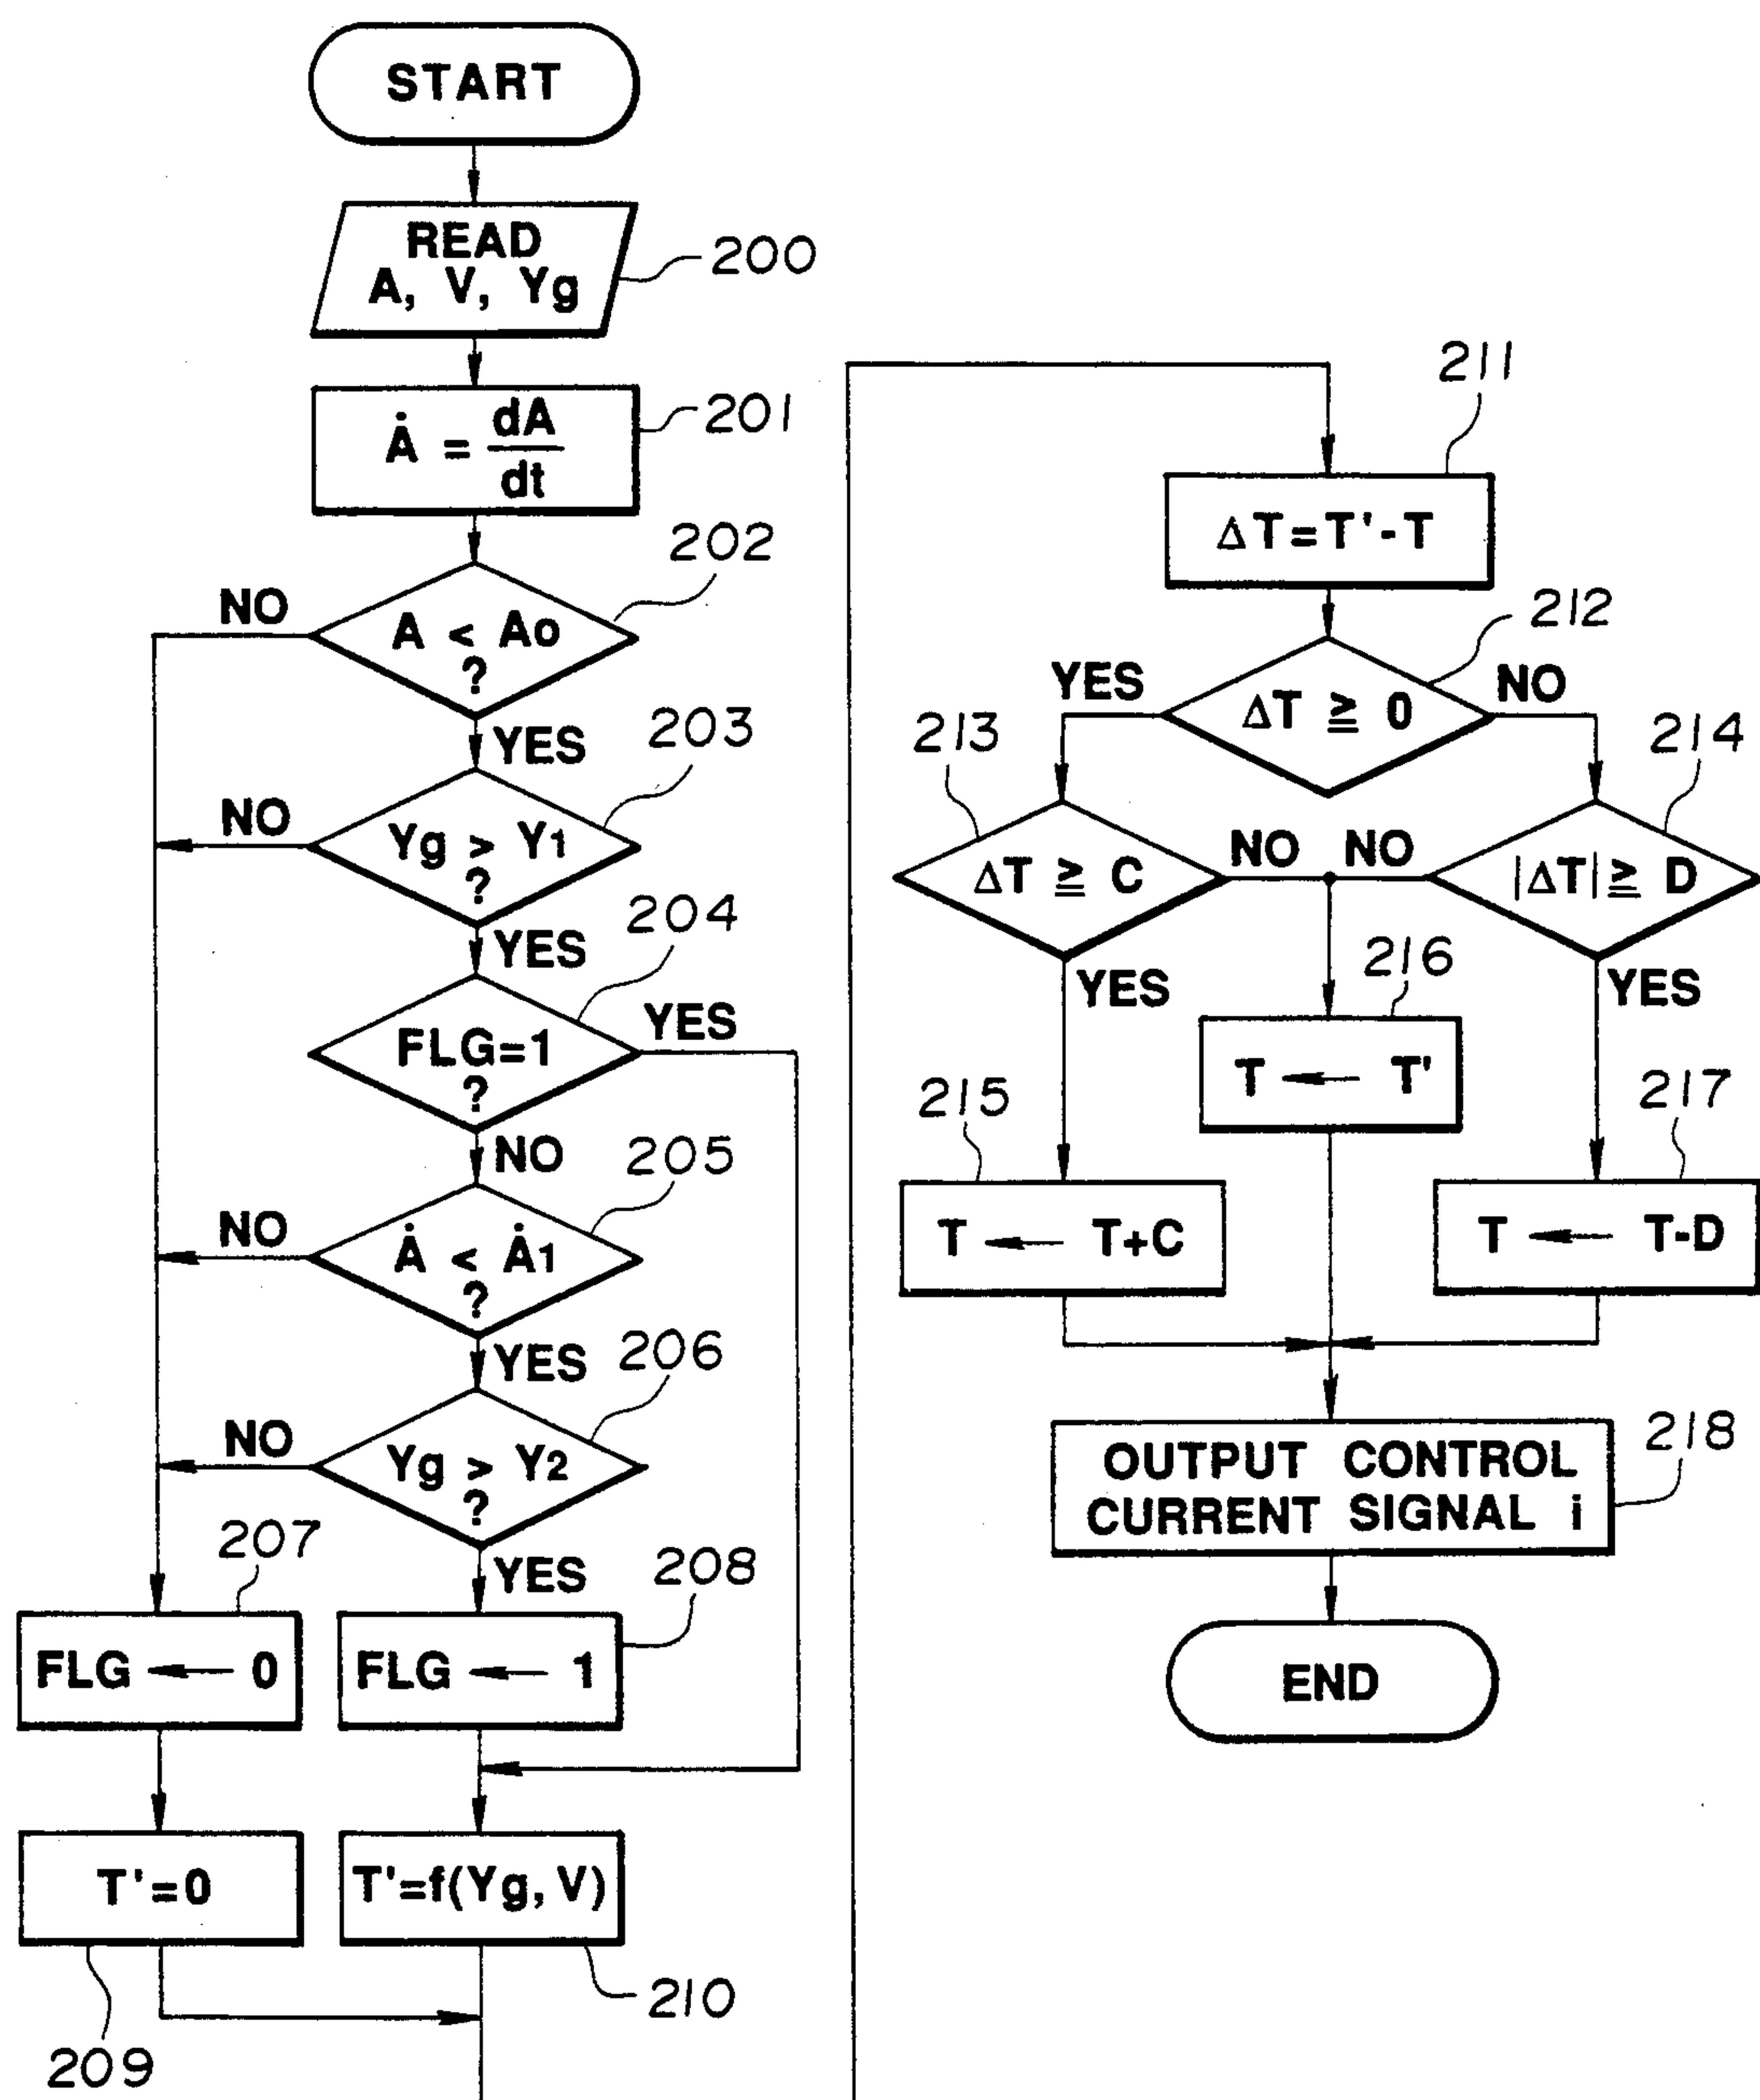 START
READ
A, V, Yg
200
Ȧ = dA
dt
201
202
NO
A < Ao
?
YES
203
NO
Yg > Y1
?
YES
204
YES
FLG=1
?
NO
205
NO
Ȧ < Ȧ1
?
YES
206
NO
Yg > Y2
?
YES
207
208
FLG ← 0
FLG ← 1
T'=0
T'=f(Yg, V)
209
210
211
ΔT=T'-T
212
YES
ΔT ≧ 0
NO
213
214
ΔT ≧ C
NO
NO
|ΔT| ≧ D
YES
216
YES
T ← T'
215
217
T ← T+C
T ← T-D
OUTPUT CONTROL
CURRENT SIGNAL i
218
END